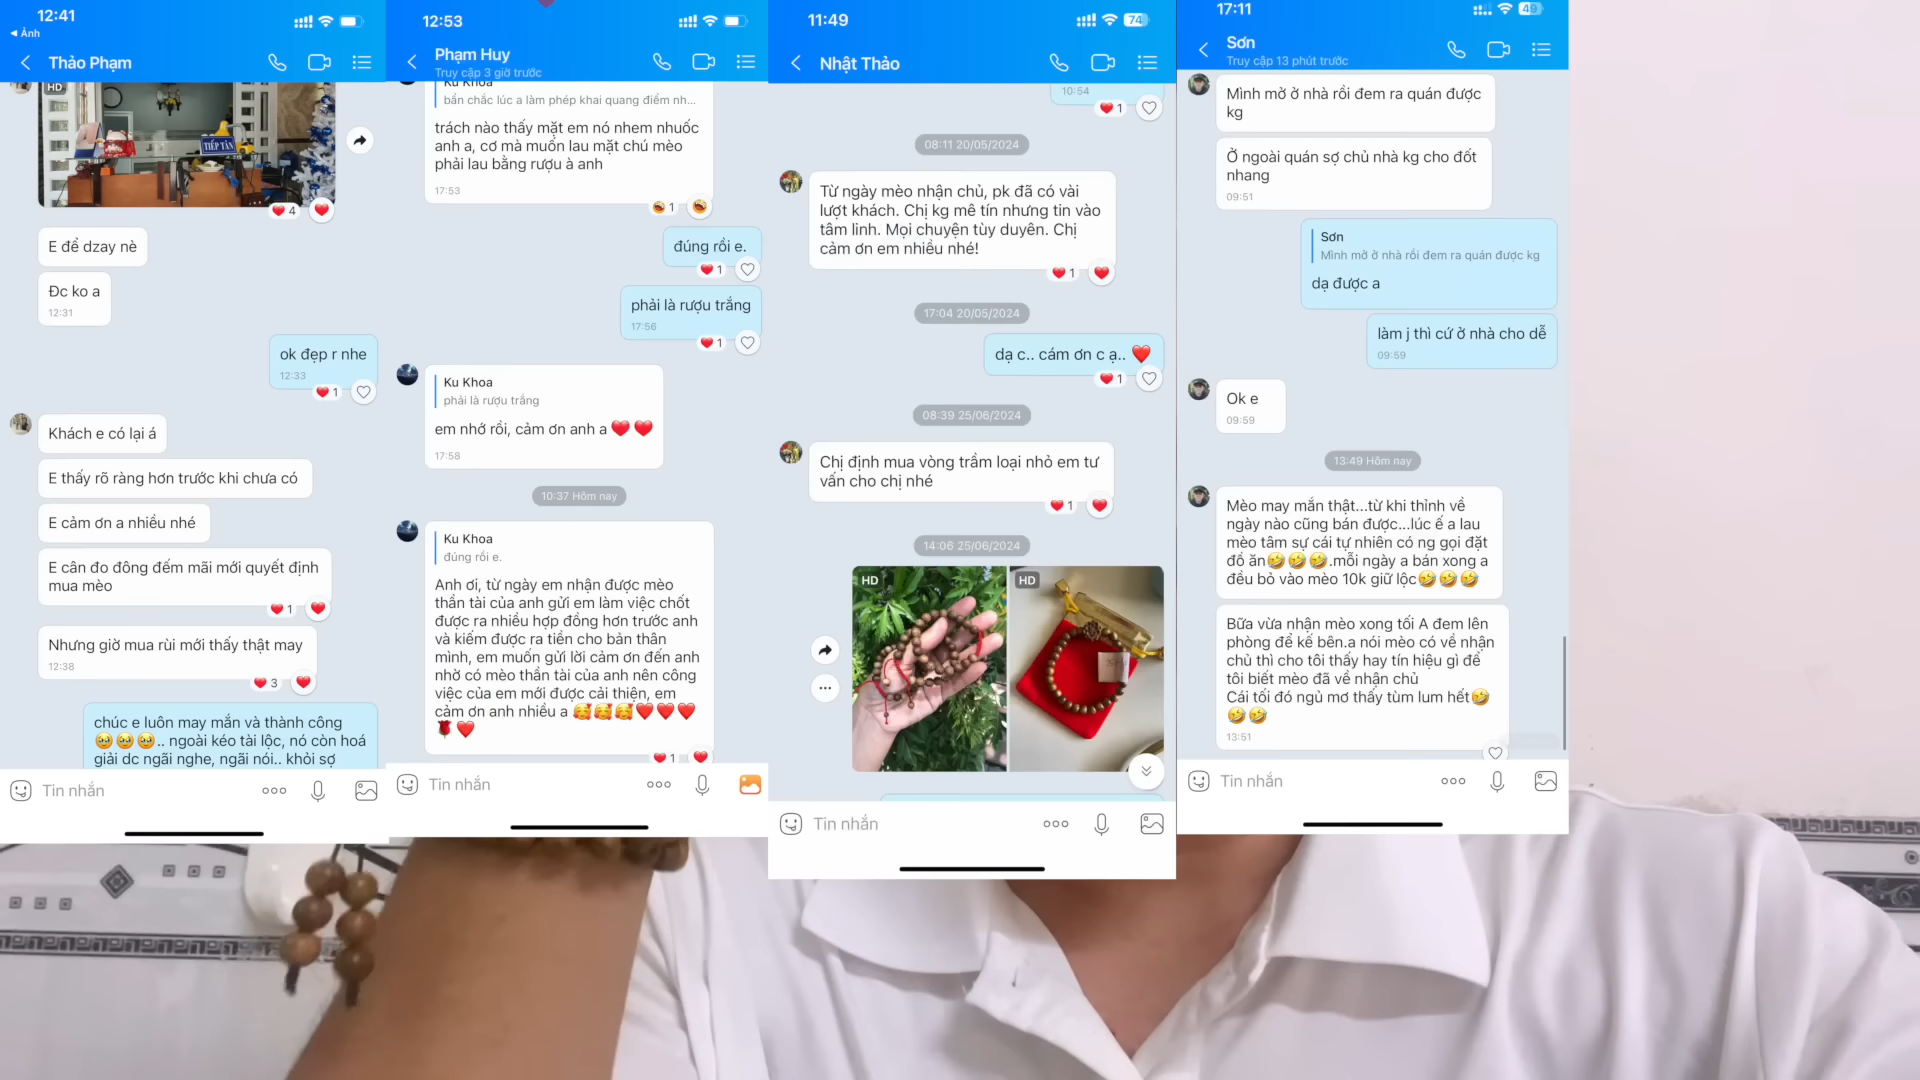 12:41
Ảnh
Thảo Phạm
HD
TIẾP TÂN
4
E để dzay nè
Đc ko a
12:31
ok đẹp r nhe
12:33
1
Khách e có lại á
E thấy rõ ràng hơn trước khi chưa có
E cảm ơn a nhiều nhé
E cân đo đông đếm mãi mới quyết định
mua mèo
1
Nhưng giờ mua rùi mới thấy thật may
12:38
3
chúc e luôn may mắn và thành công
🥹🥹🥹.. ngoài kéo tài lộc, nó còn hoá
giải dc ngãi nghe, ngãi nói.. khỏi sợ
Tin nhắn
12:53
Phạm Huy
Truy cập 3 giờ trước
Ku Khoa
bẩn chắc lúc a làm phép khai quang điểm nh...
trách nào thấy mặt em nó nhem nhuốc
anh a, cơ mà muốn lau mặt chú mèo
phải lau bằng rượu à anh
17:53
1
đúng rồi e.
1
phải là rượu trắng
17:56
1
Ku Khoa
phải là rượu trắng
em nhớ rồi, cảm ơn anh a ❤️❤️
17:58
10:37 Hôm nay
Ku Khoa
đúng rồi e.
Anh ơi, từ ngày em nhận được mèo
thần tài của anh gửi em làm việc chốt
được ra nhiều hợp đồng hơn trước anh
và kiếm được ra tiền cho bản thân
mình, em muốn gửi lời cảm ơn đến anh
nhờ có mèo thần tài của anh nên công
việc của em mới được cải thiện, em
cảm ơn anh nhiều a 🥰🥰🥰❤️❤️❤️
🌹❤️
1
Tin nhắn
11:49
74
Nhật Thảo
10:54
1
08:11 20/05/2024
Từ ngày mèo nhận chủ, pk đã có vài
lượt khách. Chị kg mê tín nhưng tin vào
tâm linh. Mọi chuyện tùy duyên. Chị
cảm ơn em nhiều nhé!
1
17:04 20/05/2024
dạ c.. cám ơn c ạ.. ❤️
1
08:39 25/06/2024
Chị định mua vòng trầm loại nhỏ em tư
vấn cho chị nhé
1
14:06 25/06/2024
HD
HD
Tin nhắn
17:11
49
Sơn
Truy cập 13 phút trước
Mình mở ở nhà rồi đem ra quán được
kg
Ở ngoài quán sợ chủ nhà kg cho đốt
nhang
09:51
Sơn
Mình mở ở nhà rồi đem ra quán được kg
dạ được a
làm j thì cứ ở nhà cho dễ
09:59
Ok e
09:59
13:49 Hôm nay
Mèo may mắn thật...từ khi thỉnh về
ngày nào cũng bán được...lúc ế a lau
mèo tâm sự cái tự nhiên có ng gọi đặt
đồ ăn🤣🤣🤣.mỗi ngày a bán xong a
đều bỏ vào mèo 10k giữ lộc🤣🤣🤣
Bữa vừa nhận mèo xong tối A đem lên
phòng để kế bên.a nói mèo có về nhận
chủ thì cho tôi thấy hay tín hiệu gì để
tôi biết mèo đã về nhận chủ
Cái tối đó ngủ mơ thấy tùm lum hết🤣
🤣🤣
13:51
Tin nhắn